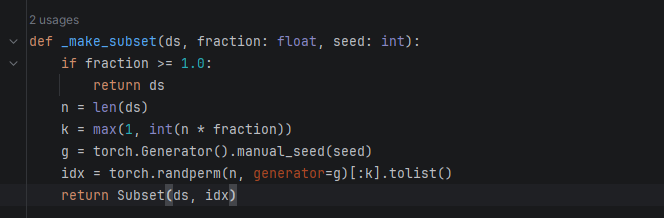 2 usages
def _make_subset(ds, fraction: float, seed: int):
    if fraction >= 1.0:
        return ds
    n = len(ds)
    k = max(1, int(n * fraction))
    g = torch.Generator().manual_seed(seed)
    idx = torch.randperm(n, generator=g)[:k].tolist()
    return Subset(ds, idx)